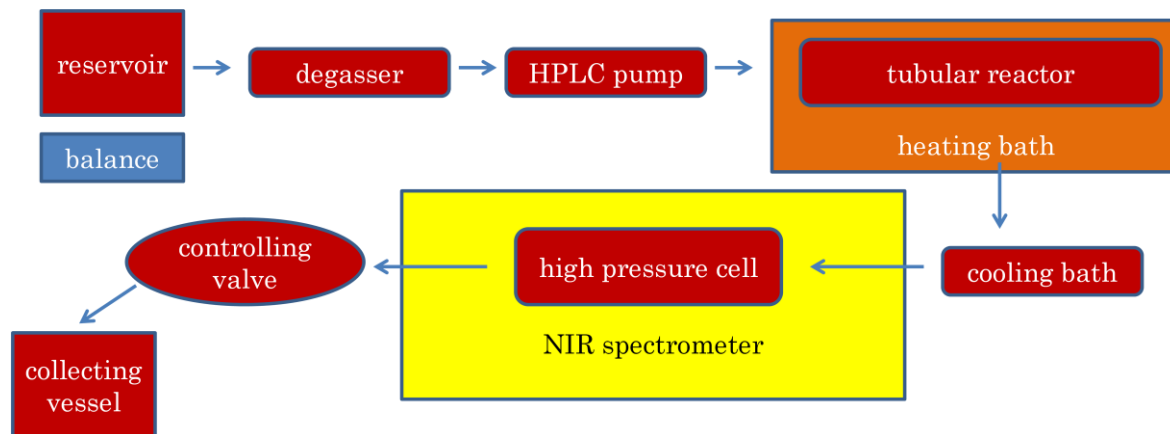 reservoir
degasser
HPLC pump
tubular reactor
balance
heating bath
controlling
valve
high pressure cell
cooling bath
NIR spectrometer
collecting
vessel